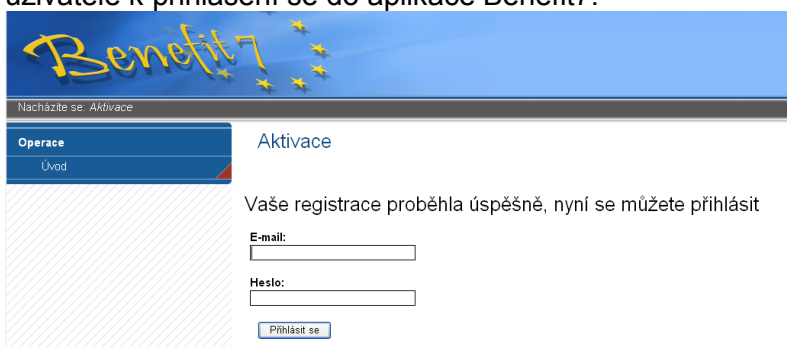 uživatele k přihlášení se do aplikace Benefit7.
Benefit7
Nacházíte se: Aktivace
Operace
Úvod
Aktivace
Vaše registrace proběhla úspěšně, nyní se můžete přihlásit
E-mail:
Heslo:
Přihlásit se